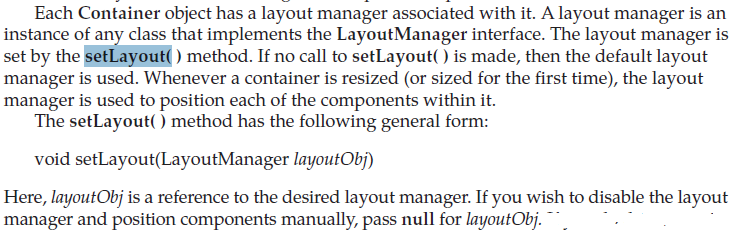 Each Container object has a layout manager associated with it. A layout manager is an
instance of any class that implements the LayoutManager interface. The layout manager is
set by the setLayout( ) method. If no call to setLayout( ) is made, then the default layout
manager is used. Whenever a container is resized (or sized for the first time), the layout
manager is used to position each of the components within it.
The setLayout( ) method has the following general form:
void setLayout(LayoutManager layoutObj)
Here, layoutObj is a reference to the desired layout manager. If you wish to disable the layout
manager and position components manually, pass null for layoutObj.